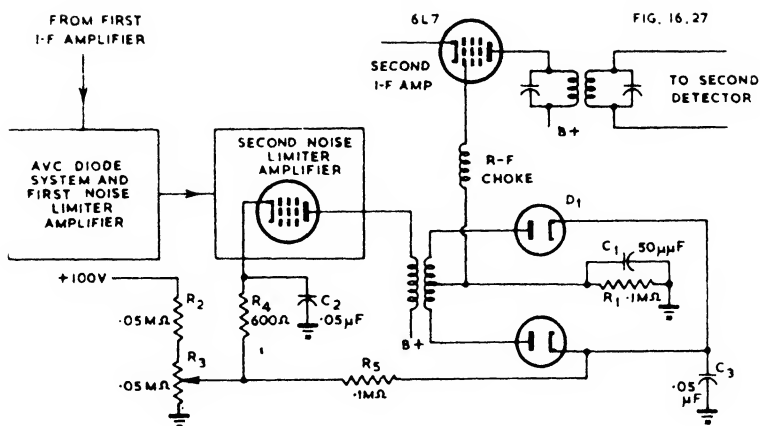 FROM FIRST
I-F AMPLIFIER
6L7
FIG. 16.27
SECOND
I-F AMP
B+
TO SECOND
DETECTOR
R-F
CHOKE
AVC DIODE
SYSTEM AND
FIRST NOISE
LIMITER
AMPLIFIER
SECOND NOISE
LIMITER
AMPLIFIER
D1
C1
50μμF
R1 .1MΩ
+100V
R2
.05MΩ
R3
.05MΩ
R4
600Ω
C2
.05μF
B+
R5
.1MΩ
C3
.05
μF